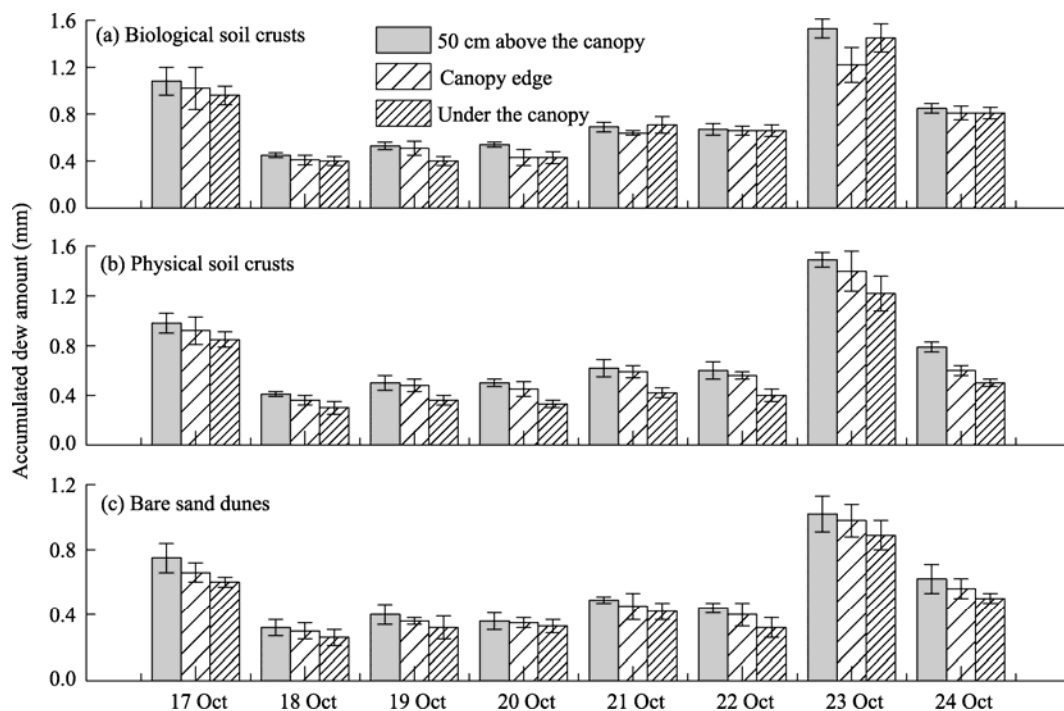 1.6
(a) Biological soil crusts
50 cm above the canopy
1.2
Canopy edge
0.8
Under the canopy
0.4
0.0
Accumulated dew amount (mm)
1.6
(b) Physical soil crusts
1.2
0.8
0.4
0.0
1.2
(c) Bare sand dunes
0.8
0.4
0.0
17 Oct 18 Oct 19 Oct 20 Oct 21 Oct 22 Oct 23 Oct 24 Oct